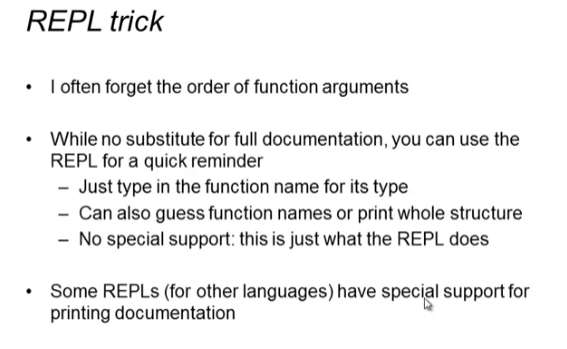 REPL trick
• I often forget the order of function arguments
• While no substitute for full documentation, you can use the
REPL for a quick reminder
– Just type in the function name for its type
– Can also guess function names or print whole structure
– No special support: this is just what the REPL does
• Some REPLs (for other languages) have special support for
printing documentation